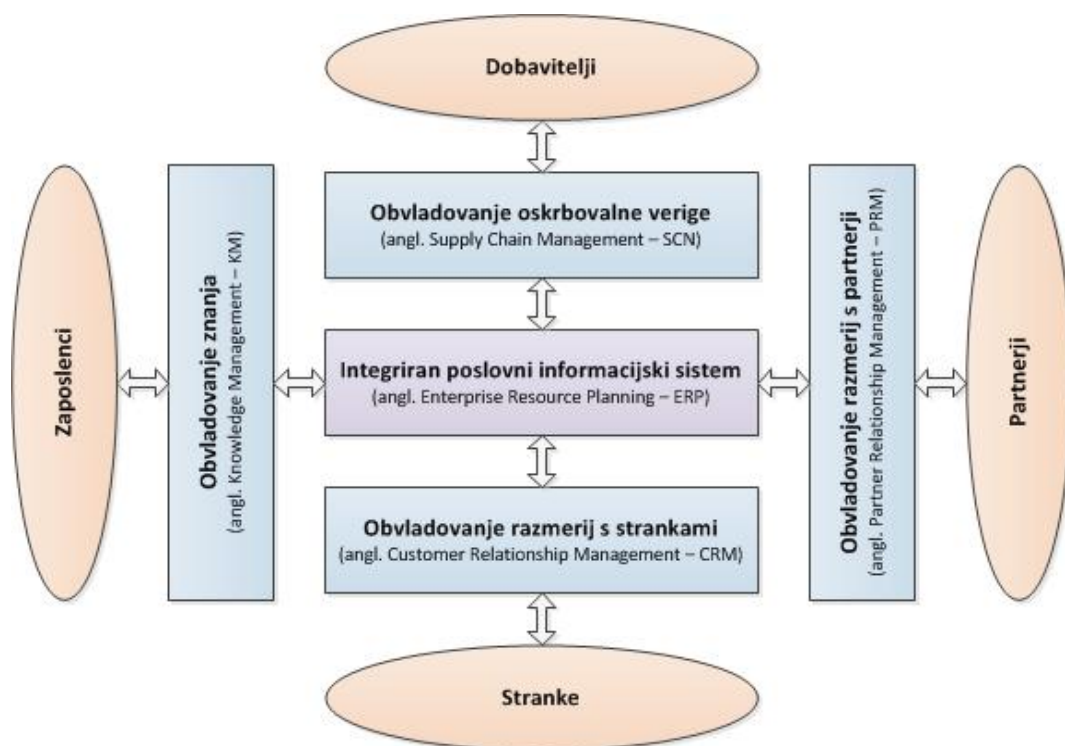 Dobavitelji
Obvladovanje oskrbovalne verige
(angl. Supply Chain Management – SCN)
Zaposlenci
Obvladovanje znanja
(angl. Knowledge Management – KM)
Integriran poslovni informacijski sistem
(angl. Enterprise Resource Planning – ERP)
Obvladovanje razmerij s partnerji
(angl. Partner Relationship Management – PRM)
Partnerji
Obvladovanje razmerij s strankami
(angl. Customer Relationship Management – CRM)
Stranke